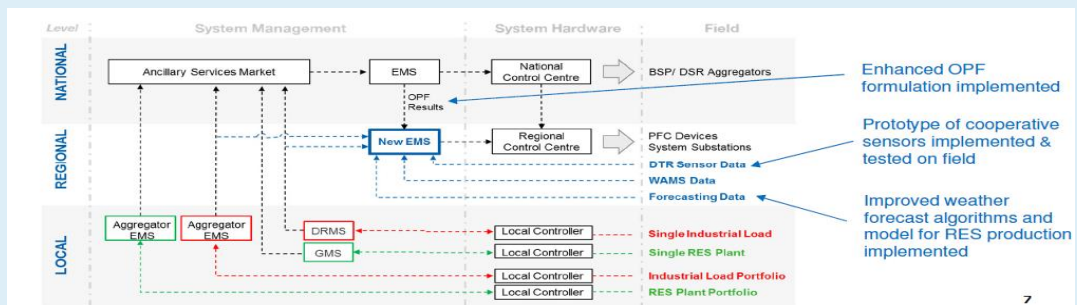 Level System Management System Hardware Field
NATIONAL
Ancillary Services Market
EMS
National
Control Centre
BSP/ DSR Aggregators
OPF
Results
REGIONAL
New EMS
Regional
Control Centre
PFC Devices
System Substations
DTR Sensor Data
WAMS Data
Forecasting Data
LOCAL
Aggregator
EMS
Aggregator
EMS
DRMS
GMS
Local Controller
Single Industrial Load
Local Controller
Single RES Plant
Local Controller
Industrial Load Portfolio
Local Controller
RES Plant Portfolio
Enhanced OPF
formulation implemented
Prototype of cooperative
sensors implemented &
tested on field
Improved weather
forecast algorithms and
model for RES production
implemented
7